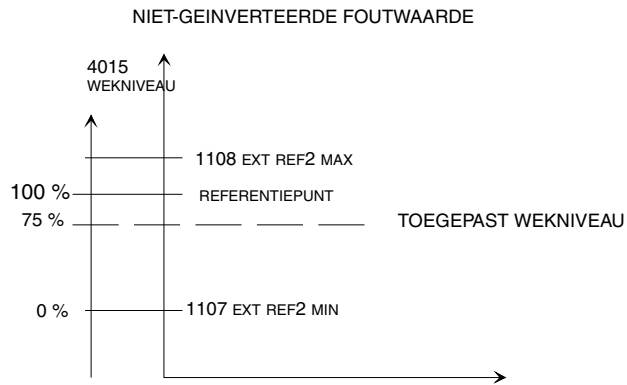 NIET-GEINVERTEERDE FOUTWAARDE
4015
WEKNIVEAU
1108 EXT REF2 MAX
100 %
REFERENTIEPUNT
75 %
TOEGEPAST WEKNIVEAU
0 %
1107 EXT REF2 MIN